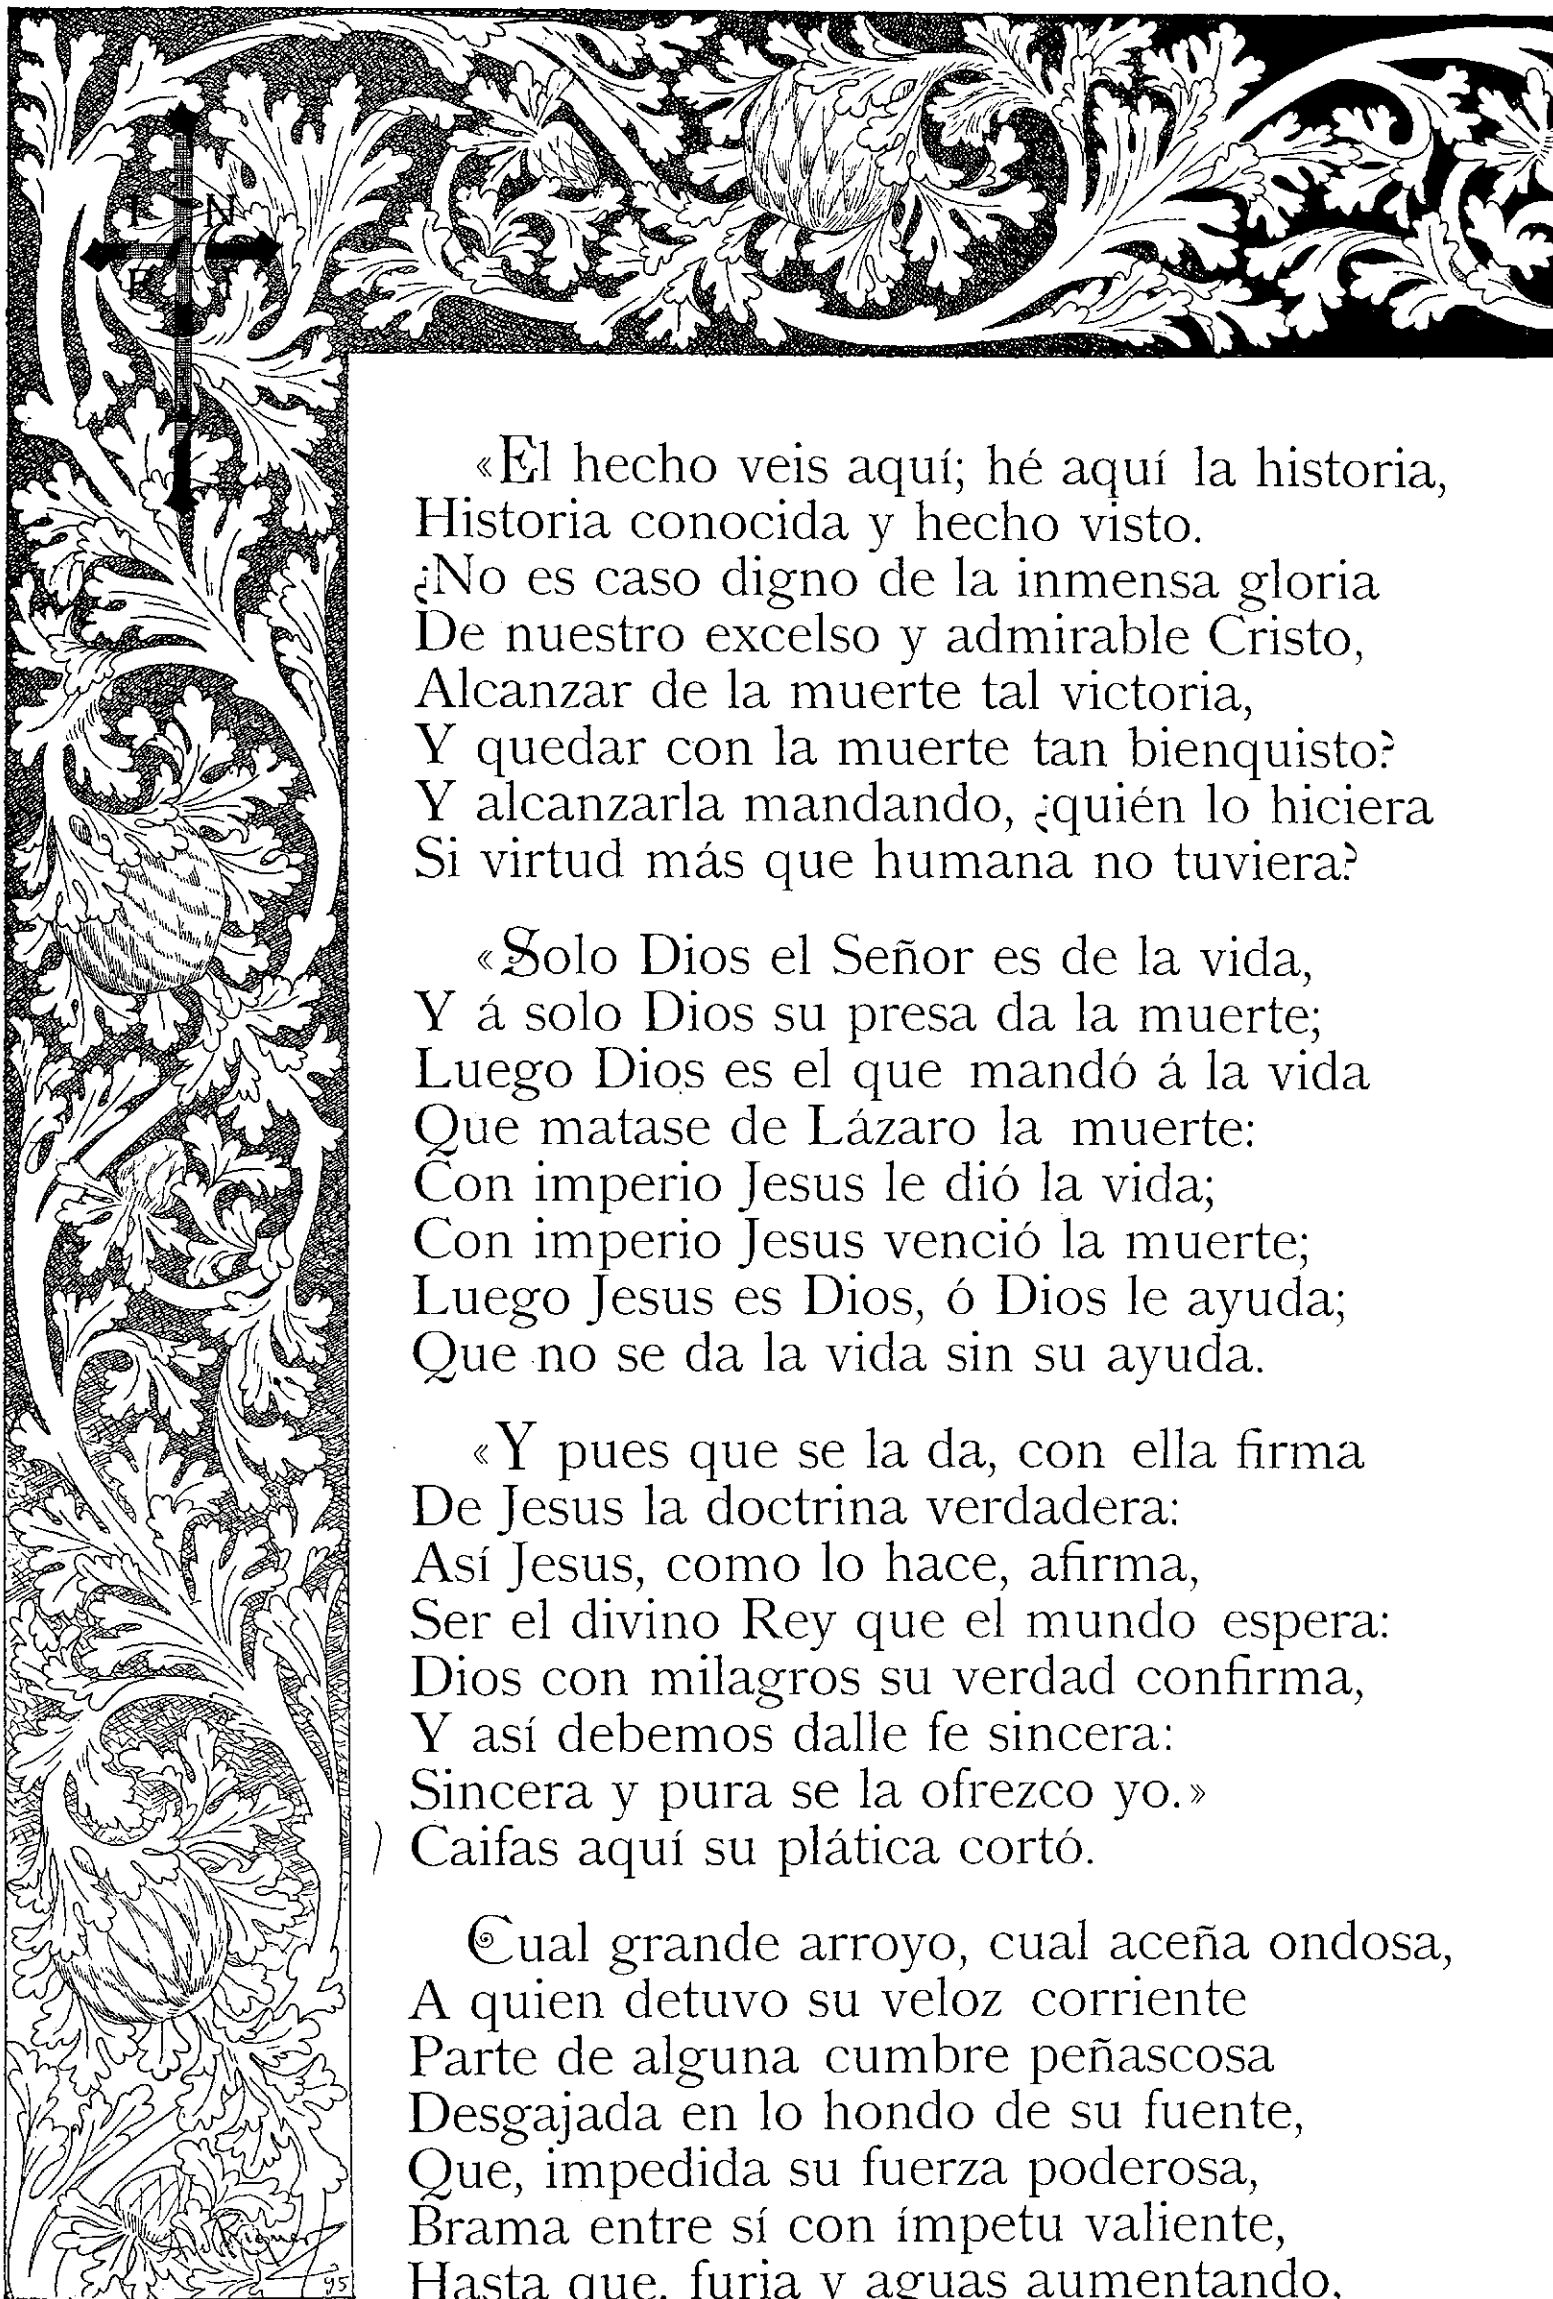 I N
R I
«El hecho veis aquí; hé aquí la historia,
Historia conocida y hecho visto.
¿No es caso digno de la inmensa gloria
De nuestro excelso y admirable Cristo,
Alcanzar de la muerte tal victoria,
Y quedar con la muerte tan bienquisto?
Y alcanzarla mandando, ¿quién lo hiciera
Si virtud más que humana no tuviera?
«Solo Dios el Señor es de la vida,
Y á solo Dios su presa da la muerte;
Luego Dios es el que mandó á la vida
Que matase de Lázaro la muerte:
Con imperio Jesus le dió la vida;
Con imperio Jesus venció la muerte;
Luego Jesus es Dios, ó Dios le ayuda;
Que no se da la vida sin su ayuda.
«Y pues que se la da, con ella firma
De Jesus la doctrina verdadera:
Así Jesus, como lo hace, afirma,
Ser el divino Rey que el mundo espera:
Dios con milagros su verdad confirma,
Y así debemos dalle fe sincera:
Sincera y pura se la ofrezco yo.»
Caifas aquí su plática cortó.
Cual grande arroyo, cual aceña ondosa,
A quien detuvo su veloz corriente
Parte de alguna cumbre peñascosa
Desgajada en lo hondo de su fuente,
Que, impedida su fuerza poderosa,
Brama entre sí con ímpetu valiente,
Hasta que, furia y aguas aumentando,
A. Riquer
95